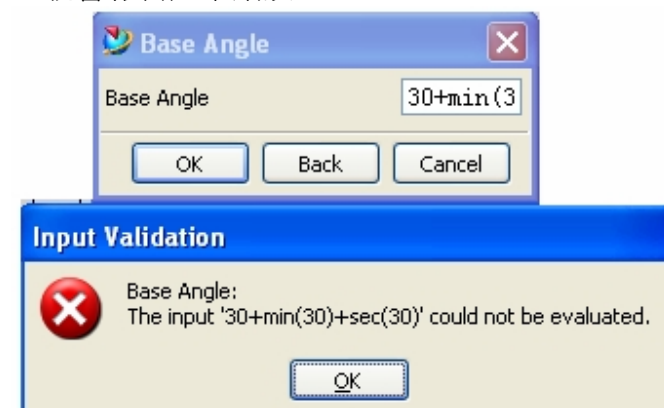 Base Angle
Base Angle
30+min(3
OK
Back
Cancel
Input Validation
Base Angle:
The input '30+min(30)+sec(30)' could not be evaluated.
OK